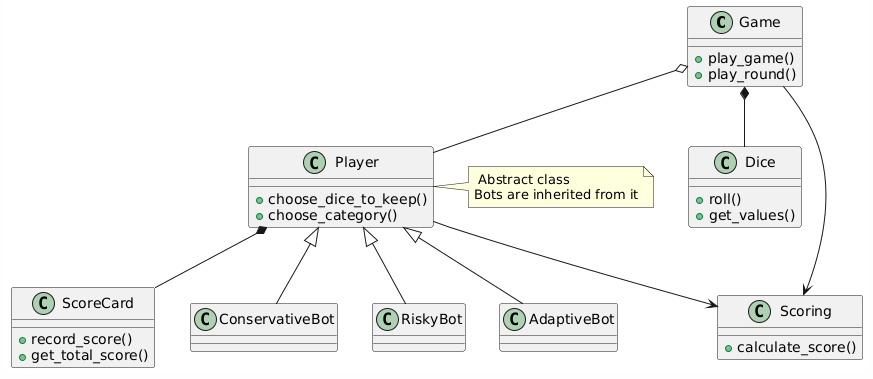 C Game
play_game()
play_round()
C Player
choose_dice_to_keep()
choose_category()
Abstract class
Bots are inherited from it
C Dice
roll()
get_values()
C ScoreCard
record_score()
get_total_score()
C ConservativeBot
C RiskyBot
C AdaptiveBot
C Scoring
calculate_score()